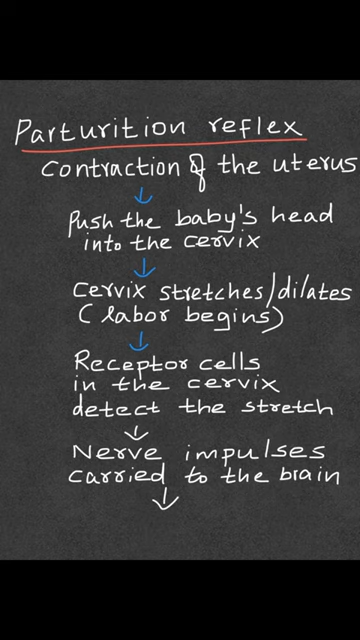 Parturition reflex
Contraction of the uterus
↓
Push the baby's head
into the cervix
↓
Cervix stretches/dilates
(labor begins)
↓
Receptor cells
in the cervix
detect the stretch
↓
Nerve impulses
carried to the brain
↓